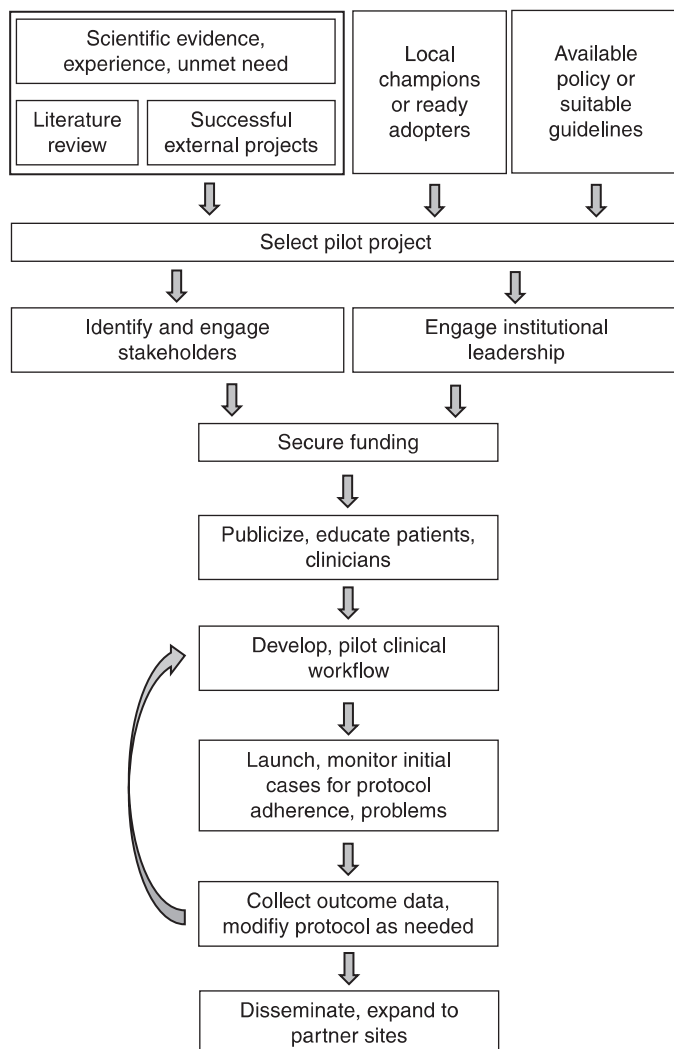 Scientific evidence,
experience, unmet need
Literature
review
Successful
external projects
Local
champions
or ready
adopters
Available
policy or
suitable
guidelines
Select pilot project
Identify and engage
stakeholders
Engage institutional
leadership
Secure funding
Publicize, educate patients,
clinicians
Develop, pilot clinical
workflow
Launch, monitor initial
cases for protocol
adherence, problems
Collect outcome data,
modifiy protocol as needed
Disseminate, expand to
partner sites